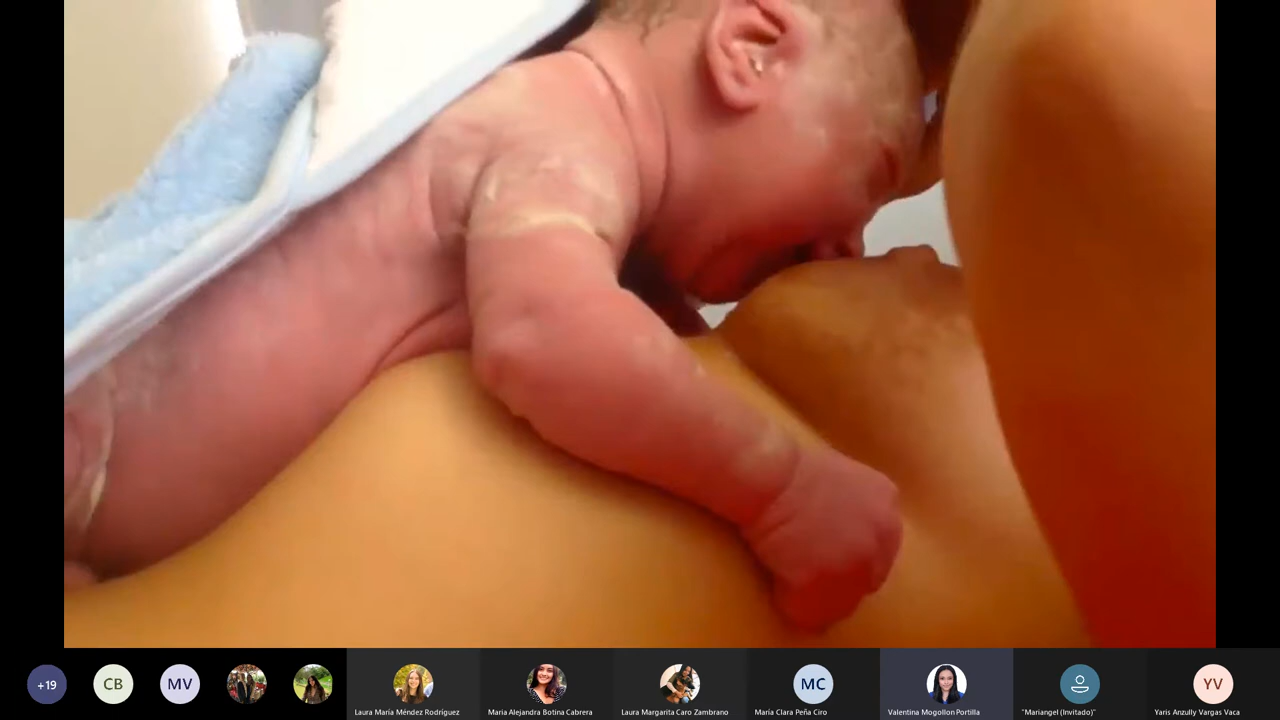 +19
CB
MV
MC
YV
Laura María Méndez Rodríguez
Maria Alejandra Botina Cabrera
Laura Margarita Caro Zambrano
María Clara Peña Ciro
Valentina Mogollon Portilla
"Mariangel (Invitado)"
Yaris Anzully Vargas Vaca